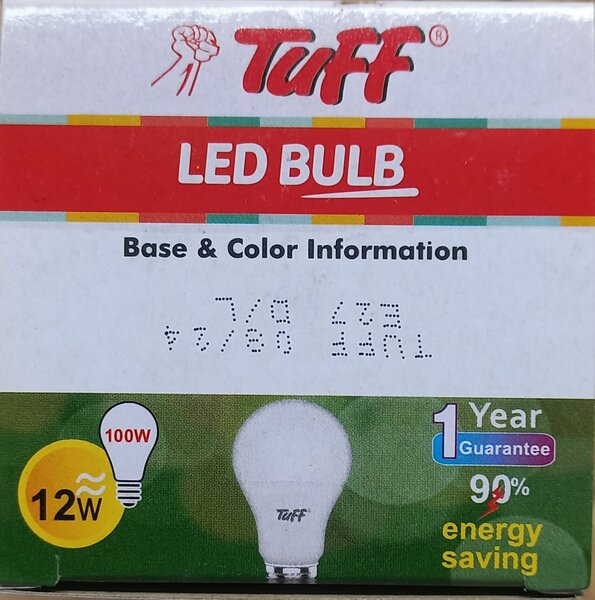 TUFF®
LED BULB
Base & Color Information
TUFF 08/24
E27 D/L
100W
12W
1 Year
Guarantee
90%
energy
saving
TUFF®